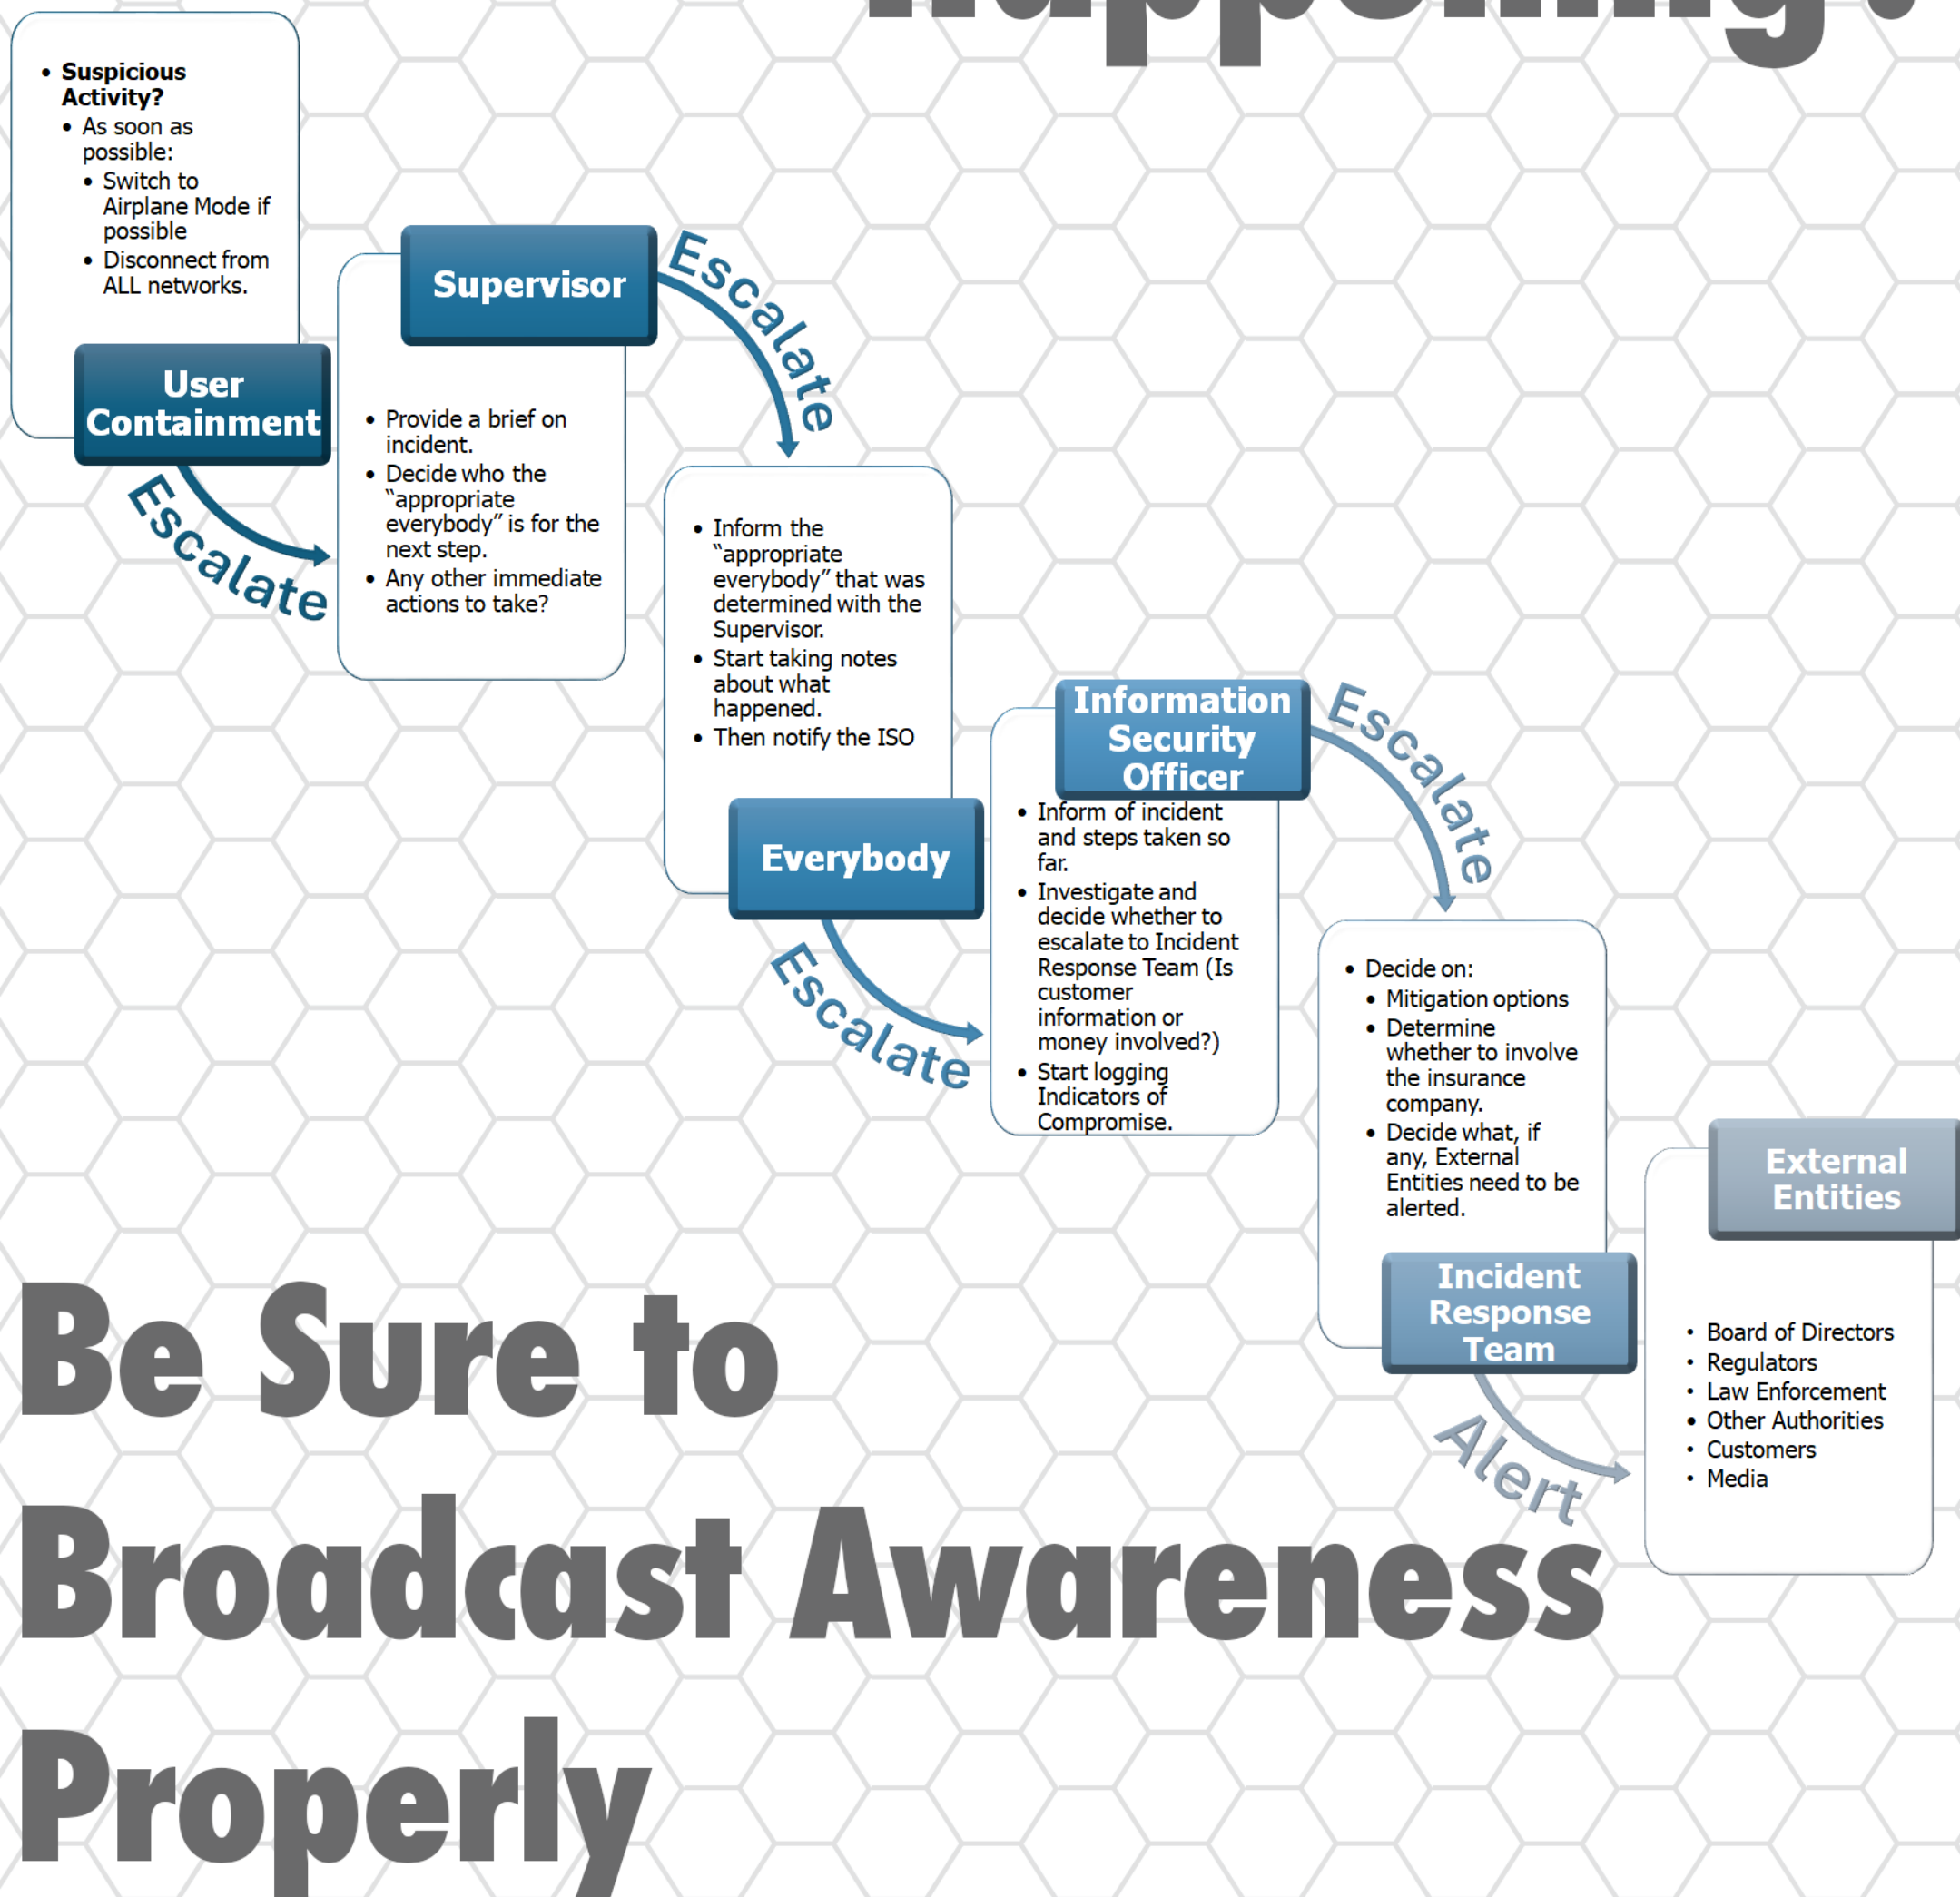 Happening?
• Suspicious
Activity?
• As soon as
possible:
• Switch to
Airplane Mode if
possible
• Disconnect from
ALL networks.
User
Containment
Escalate
Supervisor
• Provide a brief on
incident.
• Decide who the
“appropriate
everybody” is for the
next step.
• Any other immediate
actions to take?
Escalate
• Inform the
“appropriate
everybody” that was
determined with the
Supervisor.
• Start taking notes
about what
happened.
• Then notify the ISO
Everybody
Escalate
Information
Security
Officer
• Inform of incident
and steps taken so
far.
• Investigate and
decide whether to
escalate to Incident
Response Team (Is
customer
information or
money involved?)
• Start logging
Indicators of
Compromise.
Escalate
• Decide on:
• Mitigation options
• Determine
whether to involve
the insurance
company.
• Decide what, if
any, External
Entities need to be
alerted.
Incident
Response
Team
Alert
External
Entities
• Board of Directors
• Regulators
• Law Enforcement
• Other Authorities
• Customers
• Media
Be Sure to
Broadcast Awareness
Properly